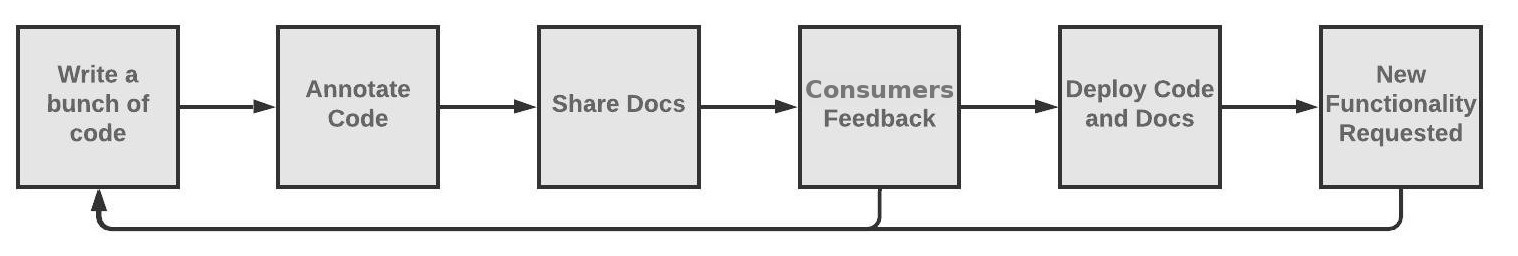 Write a
bunch of
code
Annotate
Code
Share Docs
Consumers
Feedback
Deploy Code
and Docs
New
Functionality
Requested